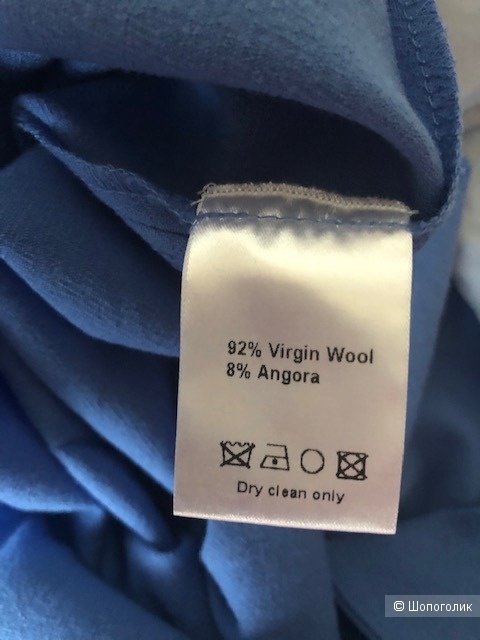 92% Virgin Wool
8% Angora
Dry clean only
© Шопоголик